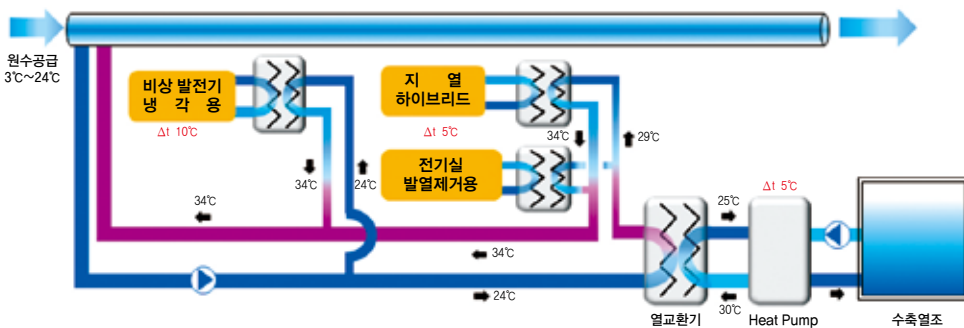 원수공급
3℃~24℃
비상 발전기
냉 각 용
Δt 10℃
34℃
24℃
34℃
지 열
하이브리드
Δt 5℃
34℃
29℃
전기실
발열제거용
34℃
24℃
25℃
Δt 5℃
30℃
열교환기
Heat Pump
수축열조